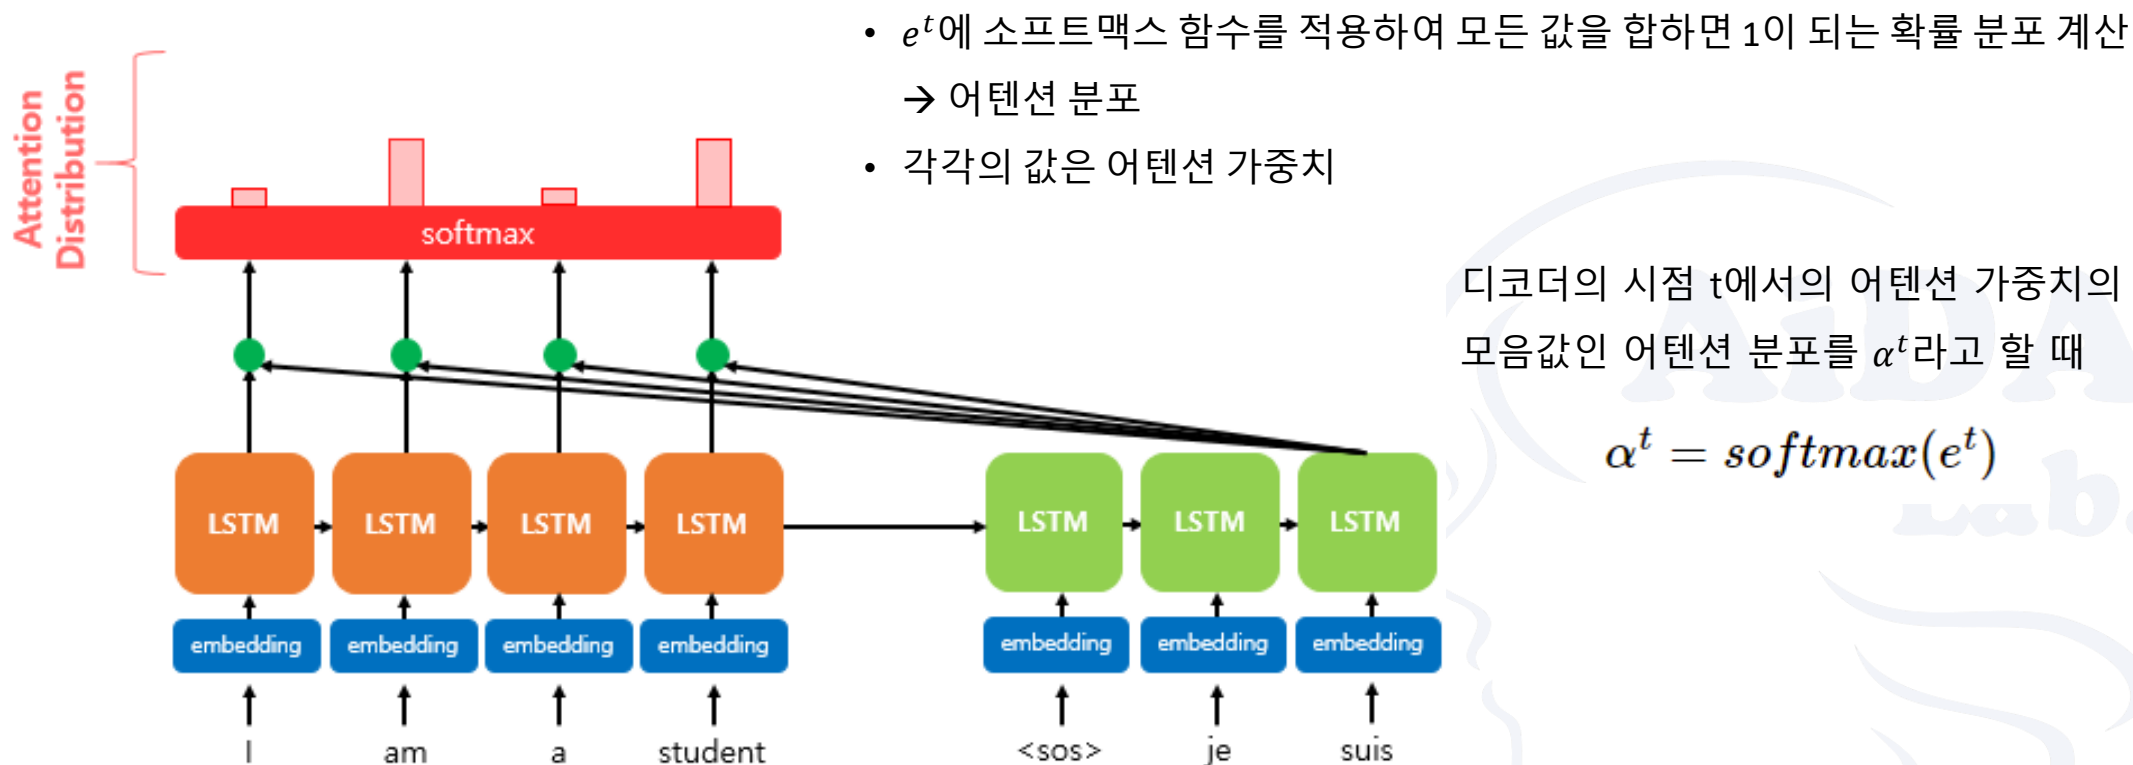 • e^t에 소프트맥스 함수를 적용하여 모든 값을 합하면 1이 되는 확률 분포 계산
→ 어텐션 분포
• 각각의 값은 어텐션 가중치
Attention
Distribution
softmax
디코더의 시점 t에서의 어텐션 가중치의
모음값인 어텐션 분포를 α^t라고 할 때
α^t = softmax(e^t)
LSTM LSTM LSTM LSTM LSTM LSTM LSTM
embedding embedding embedding embedding embedding embedding embedding
I am a student <sos> je suis
AiDA
Lab.